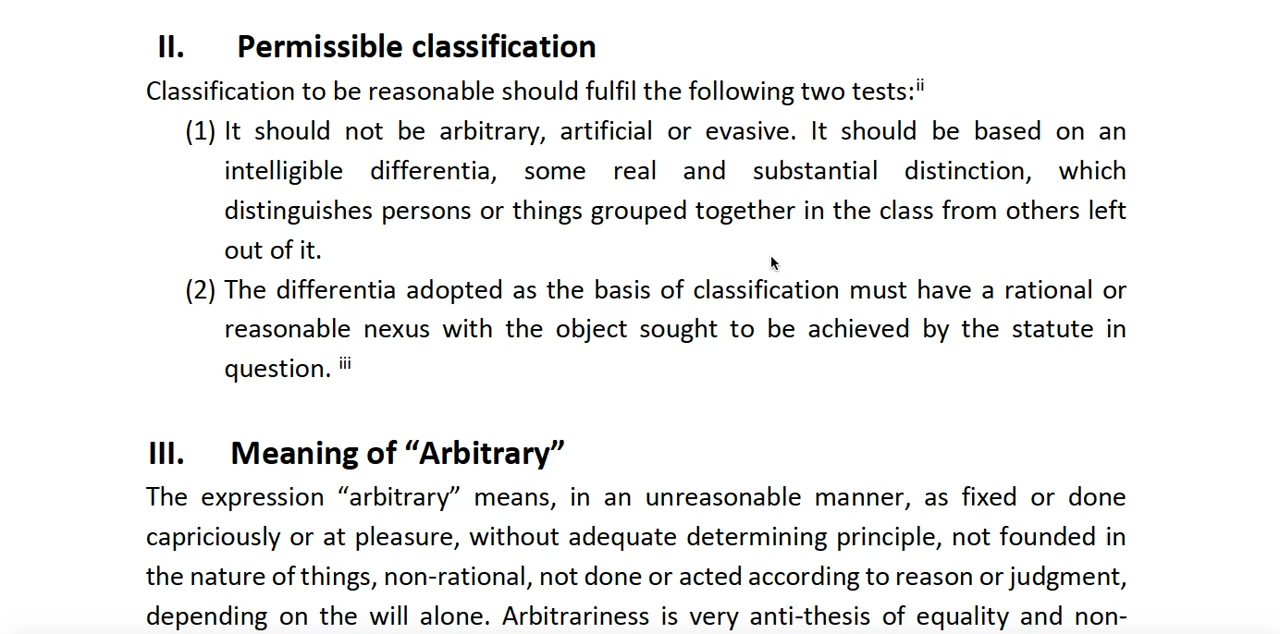 II. Permissible classification
Classification to be reasonable should fulfil the following two tests:ii
(1) It should not be arbitrary, artificial or evasive. It should be based on an
intelligible differentia, some real and substantial distinction, which
distinguishes persons or things grouped together in the class from others left
out of it.
(2) The differentia adopted as the basis of classification must have a rational or
reasonable nexus with the object sought to be achieved by the statute in
question. iii
III. Meaning of “Arbitrary”
The expression “arbitrary” means, in an unreasonable manner, as fixed or done
capriciously or at pleasure, without adequate determining principle, not founded in
the nature of things, non-rational, not done or acted according to reason or judgment,
depending on the will alone. Arbitrariness is very anti-thesis of equality and non-